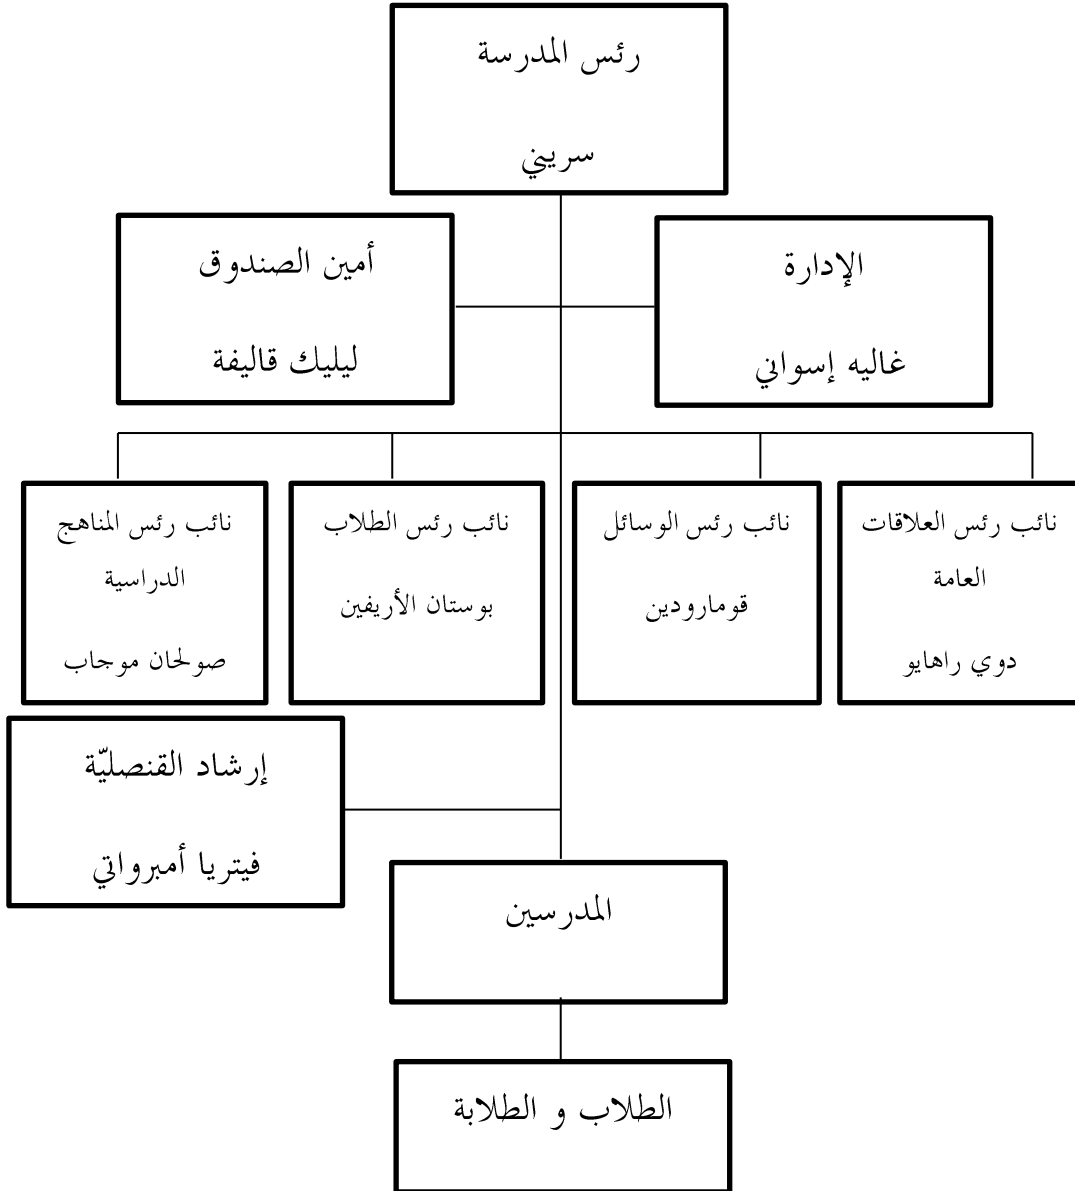 رئس المدرسة
سريني
الإدارة
غاليه إسواني
أمين الصندوق
ليليك قاليفة
نائب رئس العلاقات
العامة
دوي راهايو
نائب رئس الوسائل
قومارودين
نائب رئس الطلاب
بوستان الأريفين
نائب رئس المناهج
الدراسية
صولحان موجاب
إرشاد القنصليّة
فيتريا أمبرواتي
المدرسين
الطلاب و الطلابة